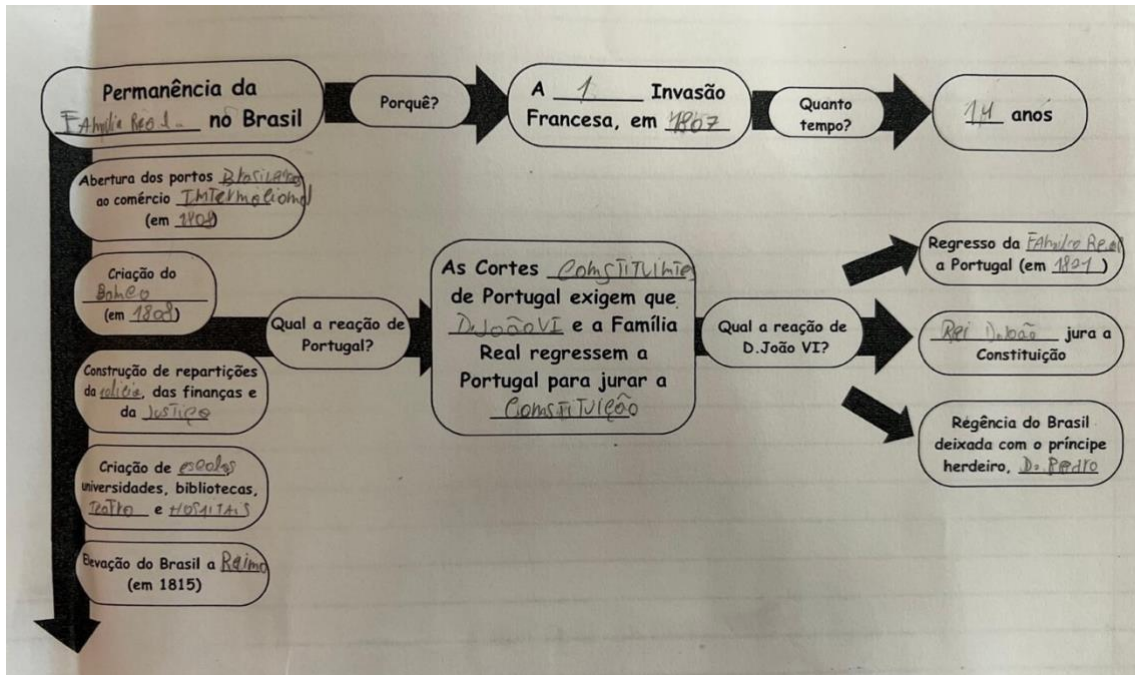 Permanência da
Família Real no Brasil
Porquê?
A 1 Invasão
Francesa, em 1807
Quanto
tempo?
14 anos
Abertura dos portos Brasileiros
ao comércio Internacional
(em 1808)
Criação do
Banco
(em 1808)
Construção de repartições
da polícia, das finanças e
da Justiça
Criação de escolas
universidades, bibliotecas,
Teatro e HOSPITAIS
Elevação do Brasil a Reino
(em 1815)
Qual a reação de
Portugal?
As Cortes Constituintes
de Portugal exigem que
D.João VI e a Família
Real regressem a
Portugal para jurar a
Constituição
Qual a reação de
D.João VI?
Regresso da Família Real
a Portugal (em 1821)
Rei D.João jura a
Constituição
Regência do Brasil
deixada com o príncipe
herdeiro, D. Pedro